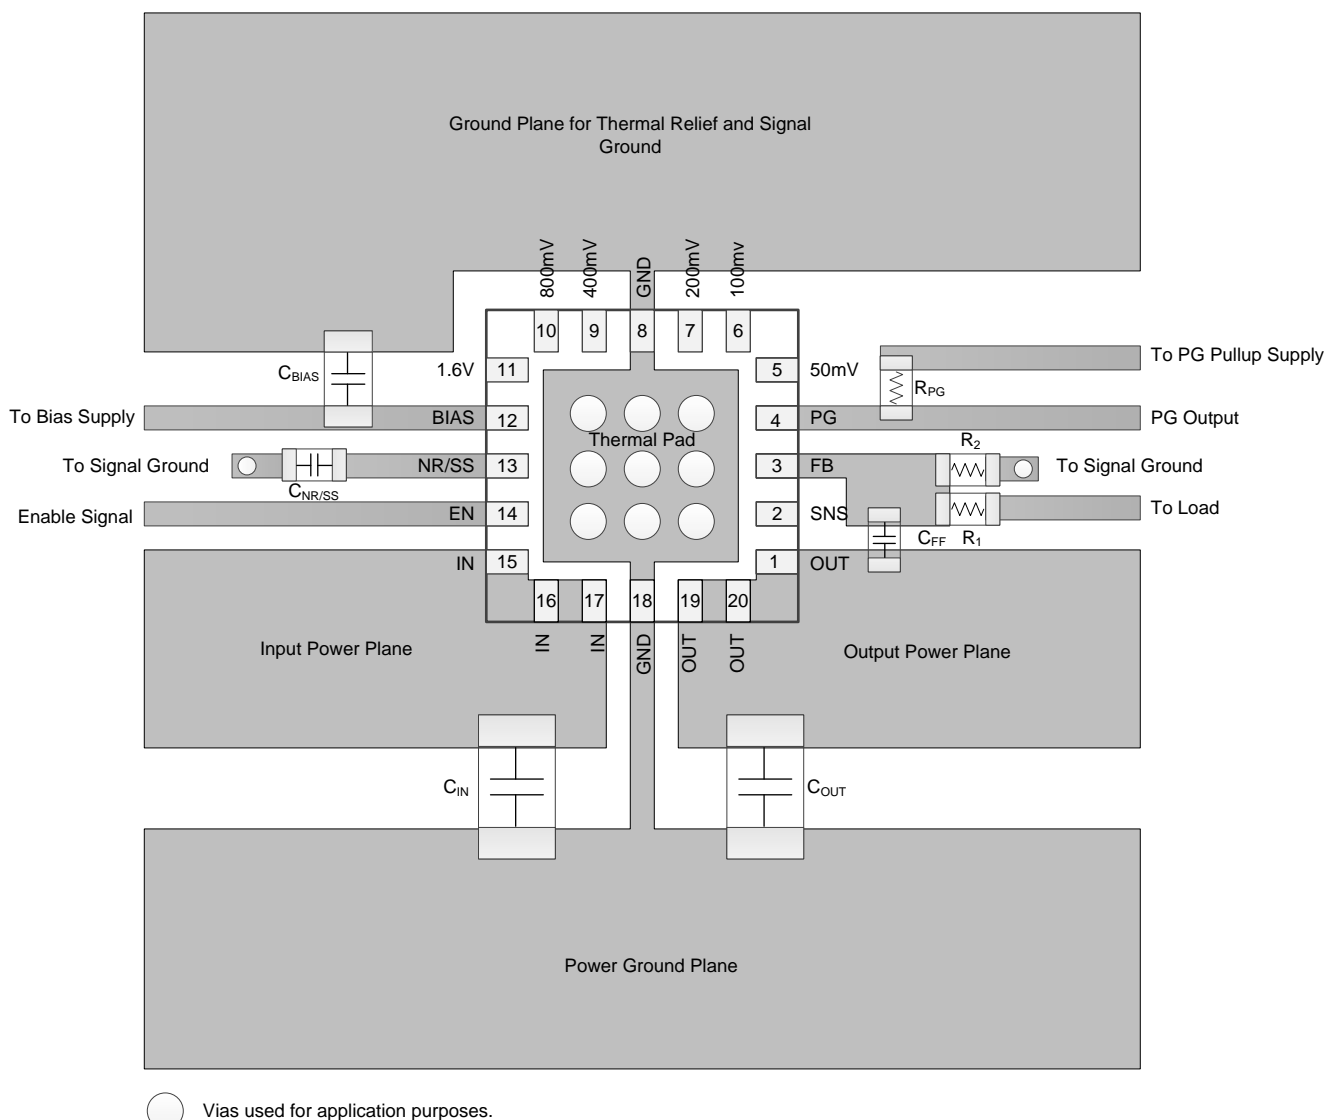 Ground Plane for Thermal Relief and Signal
Ground
800mV
400mV
GND
200mV
100mv
10
9
8
7
6
1.6V
11
5
50mV
To PG Pullup Supply
CBIAS
RPG
To Bias Supply
BIAS
12
4
PG
PG Output
Thermal Pad
R2
To Signal Ground
NR/SS
13
3
FB
To Signal Ground
CNR/SS
Enable Signal
EN
14
2
SNS
To Load
CFF
R1
IN
15
1
OUT
16
17
18
19
20
IN
IN
GND
OUT
OUT
Input Power Plane
Output Power Plane
CIN
COUT
Power Ground Plane
Vias used for application purposes.